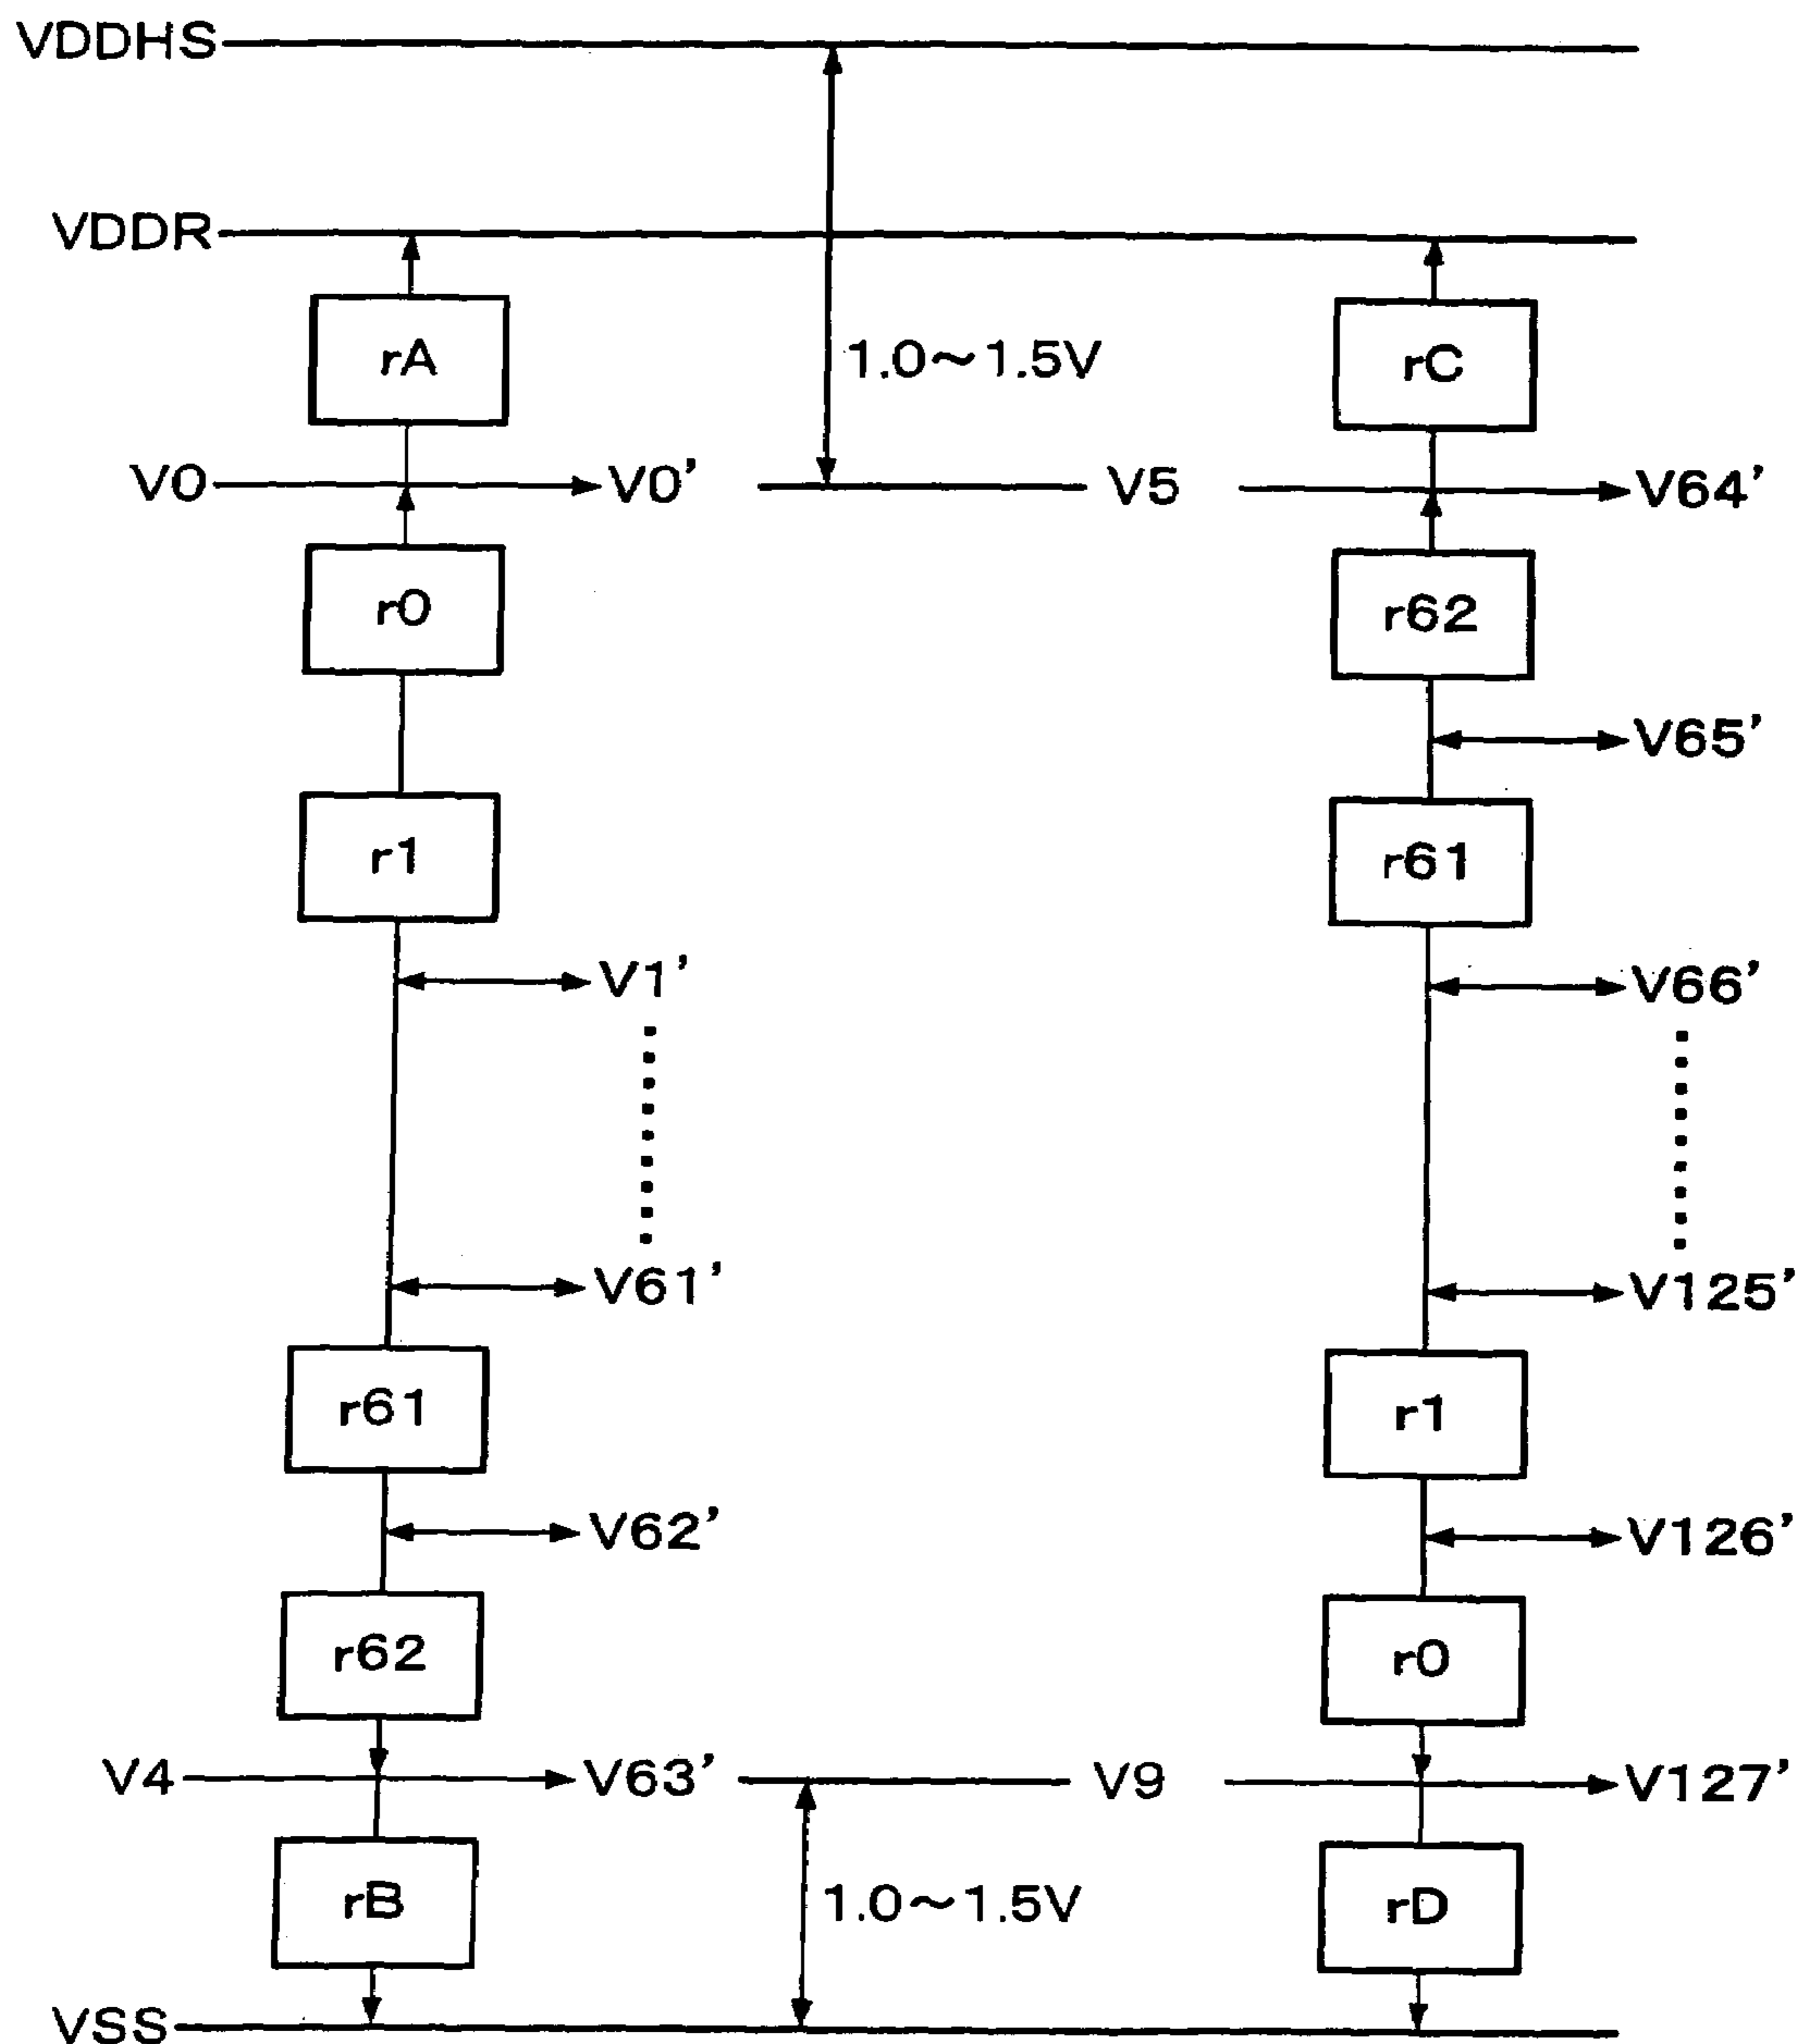 VDDHS
VDDR
rA
1.0~1.5V
rC
V0
V0'
V5
V64'
r0
r62
V65'
r1
r61
V1'
V66'
V61'
V125'
r61
r1
V62'
V126'
r62
r0
V4
V63'
V9
V127'
rB
1.0~1.5V
rD
VSS